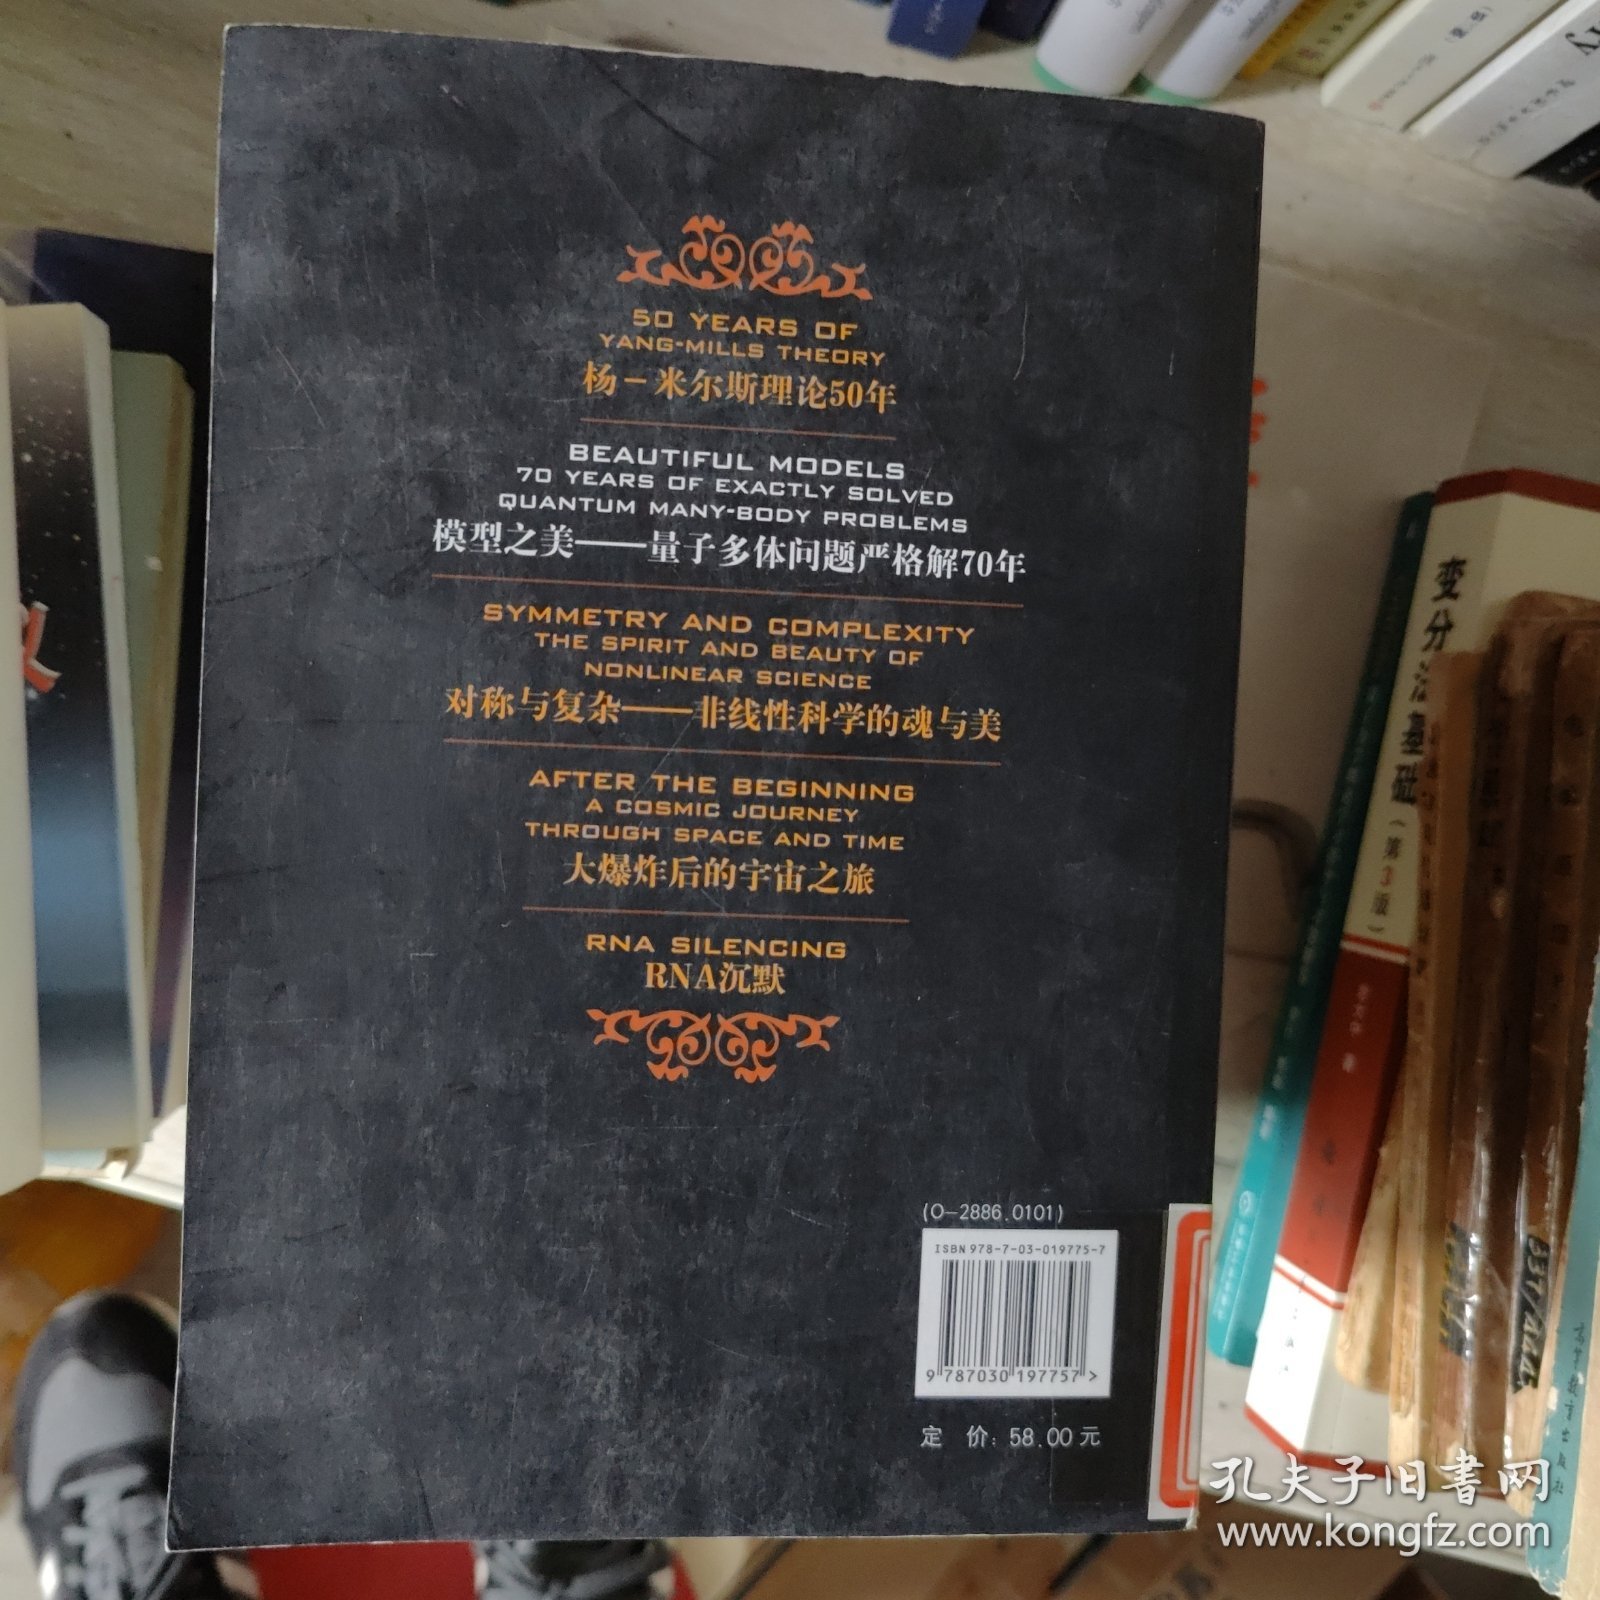 50 YEARS OF
YANG-MILLS THEORY
杨－米尔斯理论50年
BEAUTIFUL MODELS
70 YEARS OF EXACTLY SOLVED
QUANTUM MANY-BODY PROBLEMS
模型之美——量子多体问题严格解70年
SYMMETRY AND COMPLEXITY
THE SPIRIT AND BEAUTY OF
NONLINEAR SCIENCE
对称与复杂——非线性科学的魂与美
AFTER THE BEGINNING
A COSMIC JOURNEY
THROUGH SPACE AND TIME
大爆炸后的宇宙之旅
RNA SILENCING
RNA沉默
(O-2886.0101)
ISBN 978-7-03-019775-7
9 787030 197757 >
定 价: 58.00 元
变分法基础(第3版)
孔夫子旧书网
www.kongfz.com